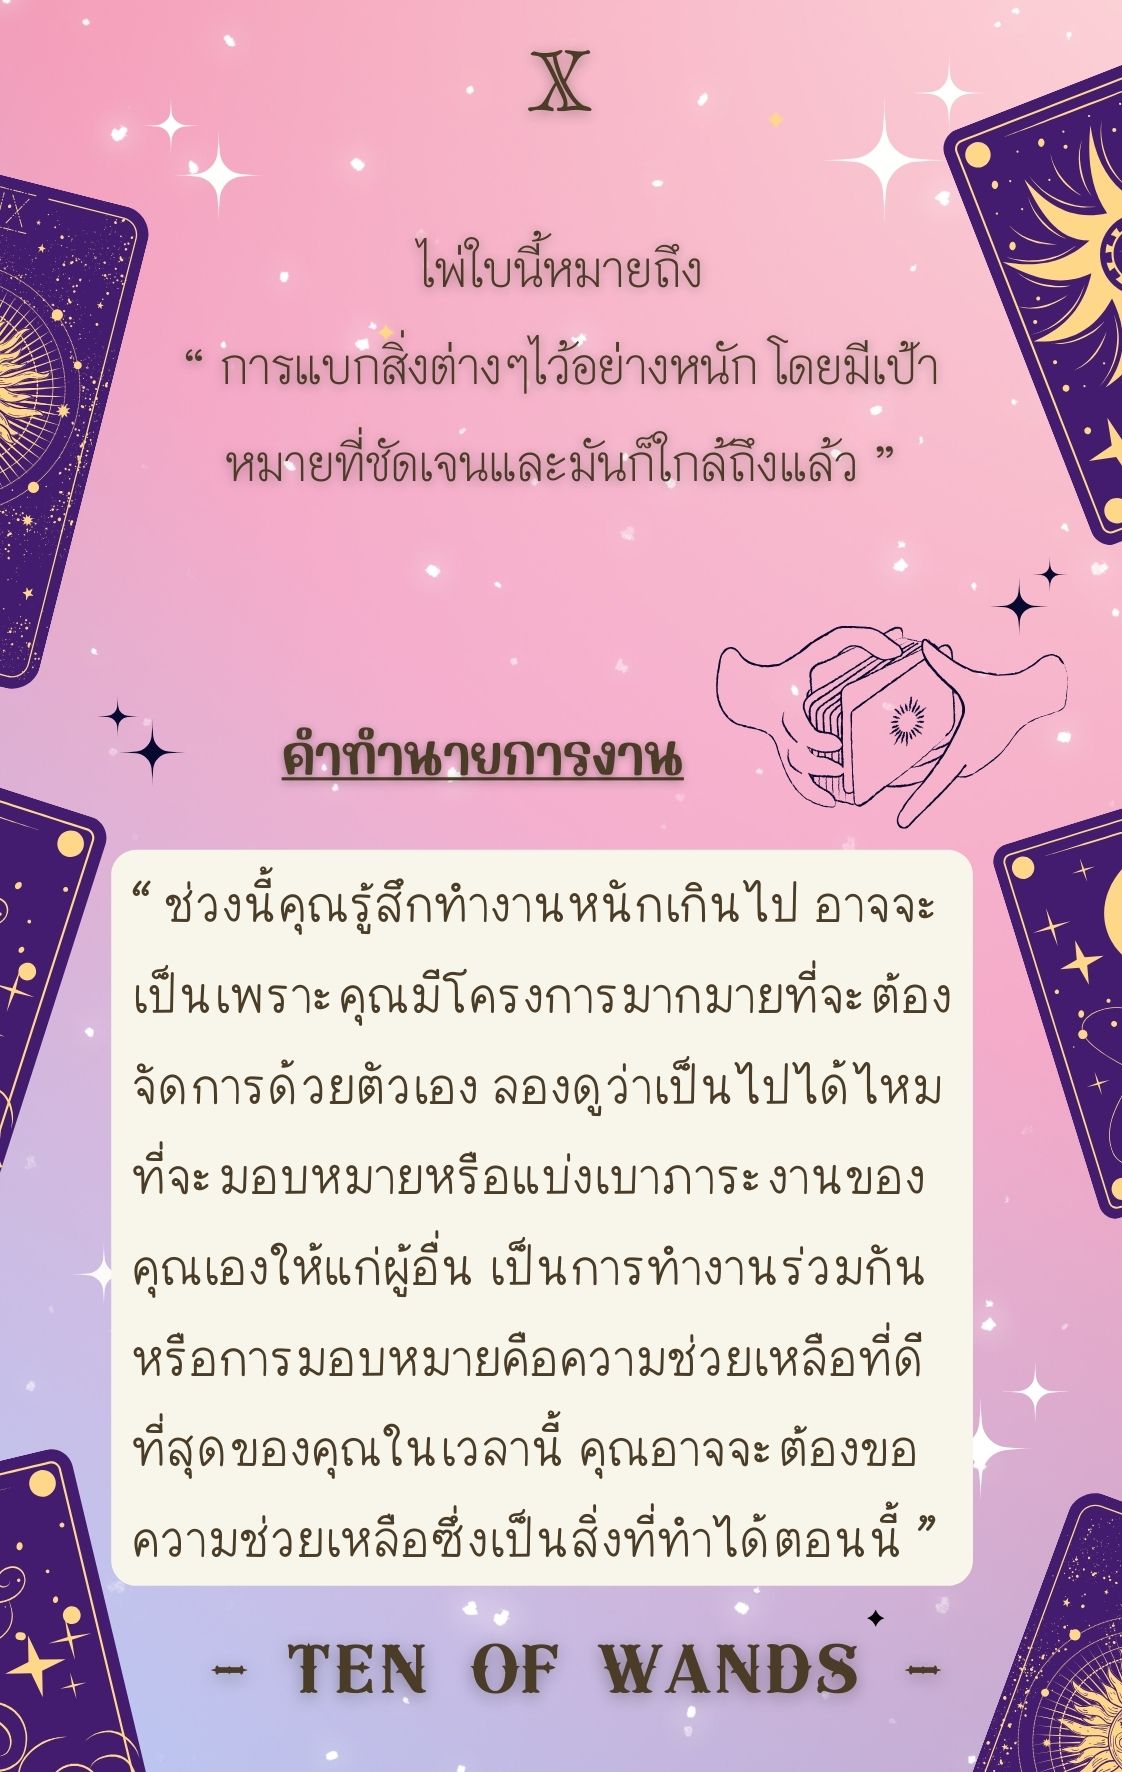 X
ไพ่ใบนี้หมายถึง
“ การแบกสิ่งต่างๆไว้อย่างหนัก โดยมีเป้า
หมายที่ชัดเจนและมันก็ใกล้ถึงแล้ว ”
คำทำนายการงาน
“ ช่วงนี้คุณรู้สึกทำงานหนักเกินไป อาจจะ
เป็นเพราะคุณมีโครงการมากมายที่จะต้อง
จัดการด้วยตัวเอง ลองดูว่าเป็นไปได้ไหม
ที่จะมอบหมายหรือแบ่งเบาภาระงานของ
คุณเองให้แก่ผู้อื่น เป็นการทำงานร่วมกัน
หรือการมอบหมายคือความช่วยเหลือที่ดี
ที่สุดของคุณในเวลานี้ คุณอาจจะต้องขอ
ความช่วยเหลือซึ่งเป็นสิ่งที่ทำได้ตอนนี้ ”
- TEN OF WANDS -